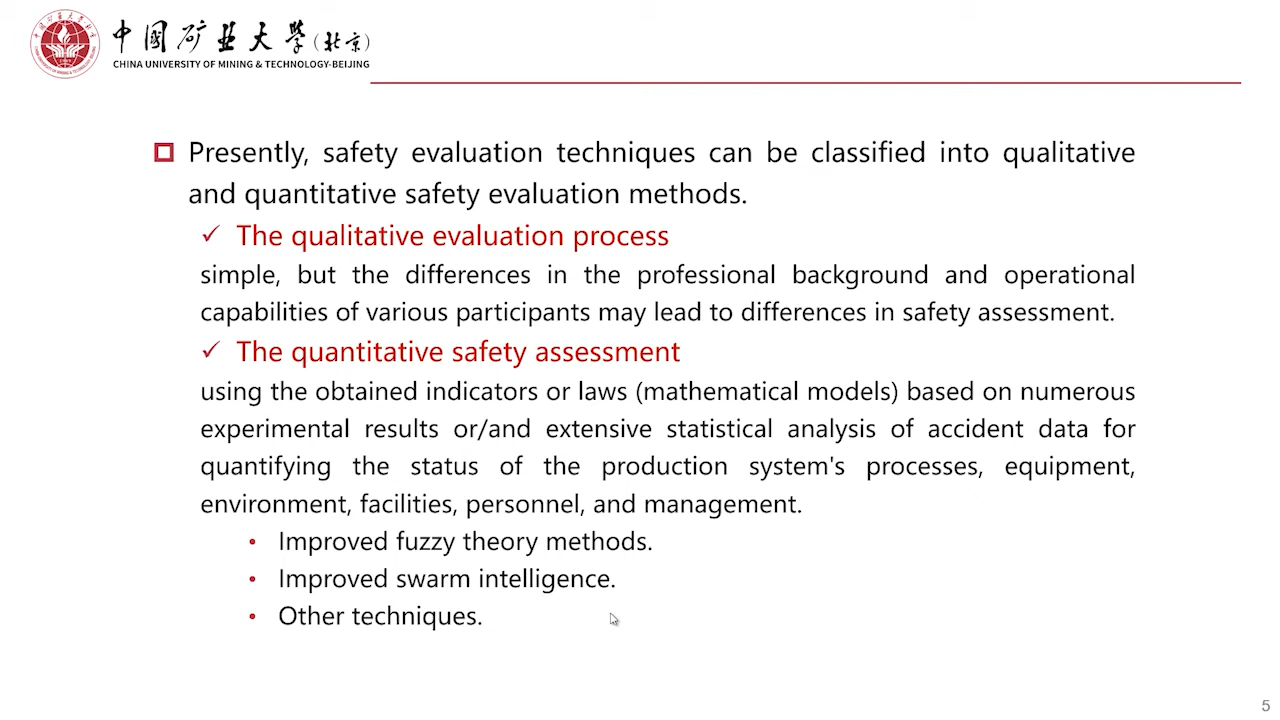 中国矿业大学(北京)
CHINA UNIVERSITY OF MINING & TECHNOLOGY-BEIJING
Presently, safety evaluation techniques can be classified into qualitative
and quantitative safety evaluation methods.
✓ The qualitative evaluation process
simple, but the differences in the professional background and operational
capabilities of various participants may lead to differences in safety assessment.
✓ The quantitative safety assessment
using the obtained indicators or laws (mathematical models) based on numerous
experimental results or/and extensive statistical analysis of accident data for
quantifying the status of the production system's processes, equipment,
environment, facilities, personnel, and management.
• Improved fuzzy theory methods.
• Improved swarm intelligence.
• Other techniques.
5